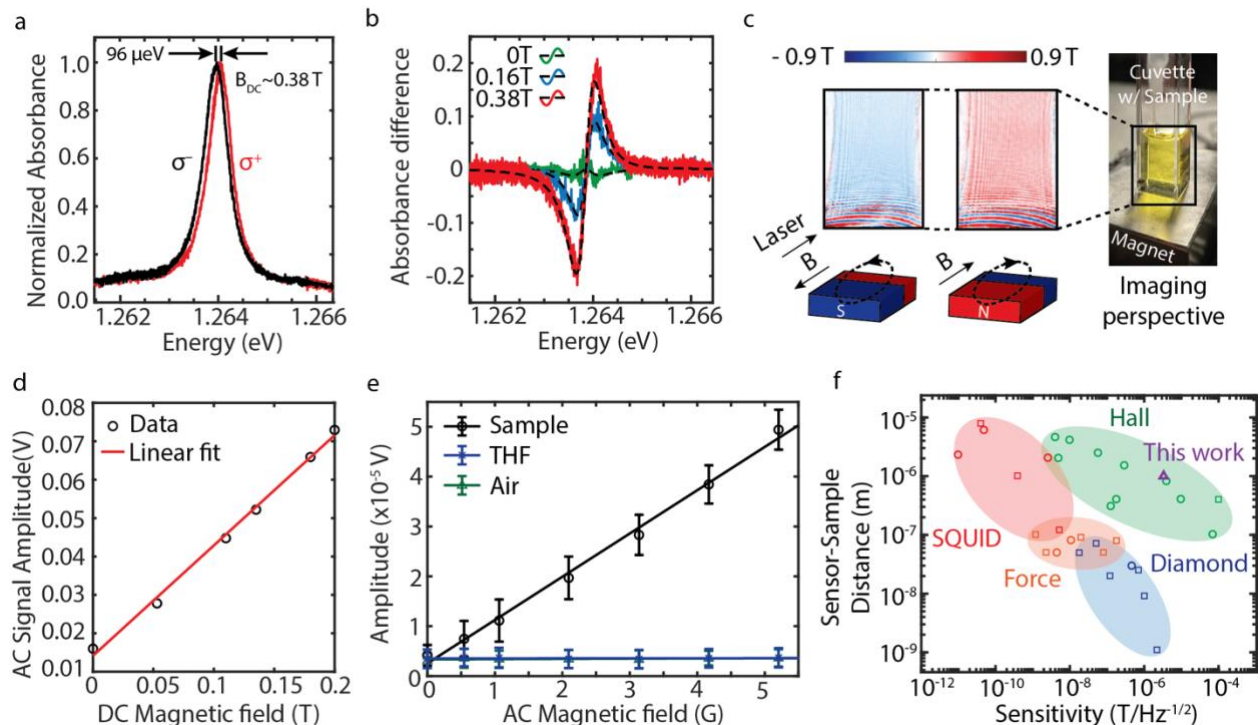 a
96 µeV
B_DC~0.38 T
σ⁻
σ⁺
Normalized Absorbance
1.0
0.8
0.6
0.4
0.2
0.0
1.262
1.264
1.266
Energy (eV)
b
0T
0.16T
0.38T
Absorbance difference
0.2
0.1
0
-0.1
-0.2
1.262
1.264
1.266
Energy (eV)
c
- 0.9 T
0.9 T
Cuvette
w/ Sample
Magnet
Laser
B
B
S
N
Imaging
perspective
d
Data
Linear fit
AC Signal Amplitude(V)
0.08
0.07
0.06
0.05
0.04
0.03
0.02
0.01
0
0.05
0.1
0.15
0.2
DC Magnetic field (T)
e
Sample
THF
Air
Amplitude (x10⁻⁵ V)
5
4
3
2
1
0
0
1
2
3
4
5
AC Magnetic field (G)
f
Hall
This work
SQUID
Force
Diamond
Sensor-Sample
Distance (m)
10⁻⁵
10⁻⁶
10⁻⁷
10⁻⁸
10⁻⁹
10⁻¹²
10⁻¹⁰
10⁻⁸
10⁻⁶
10⁻⁴
Sensitivity (T/Hz⁻¹/²)